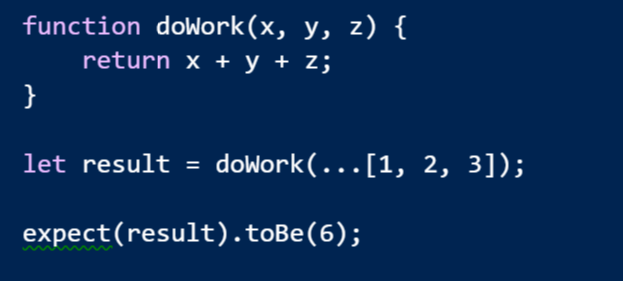 function doWork(x, y, z) {
    return x + y + z;
}
let result = doWork(...[1, 2, 3]);
expect(result).toBe(6);